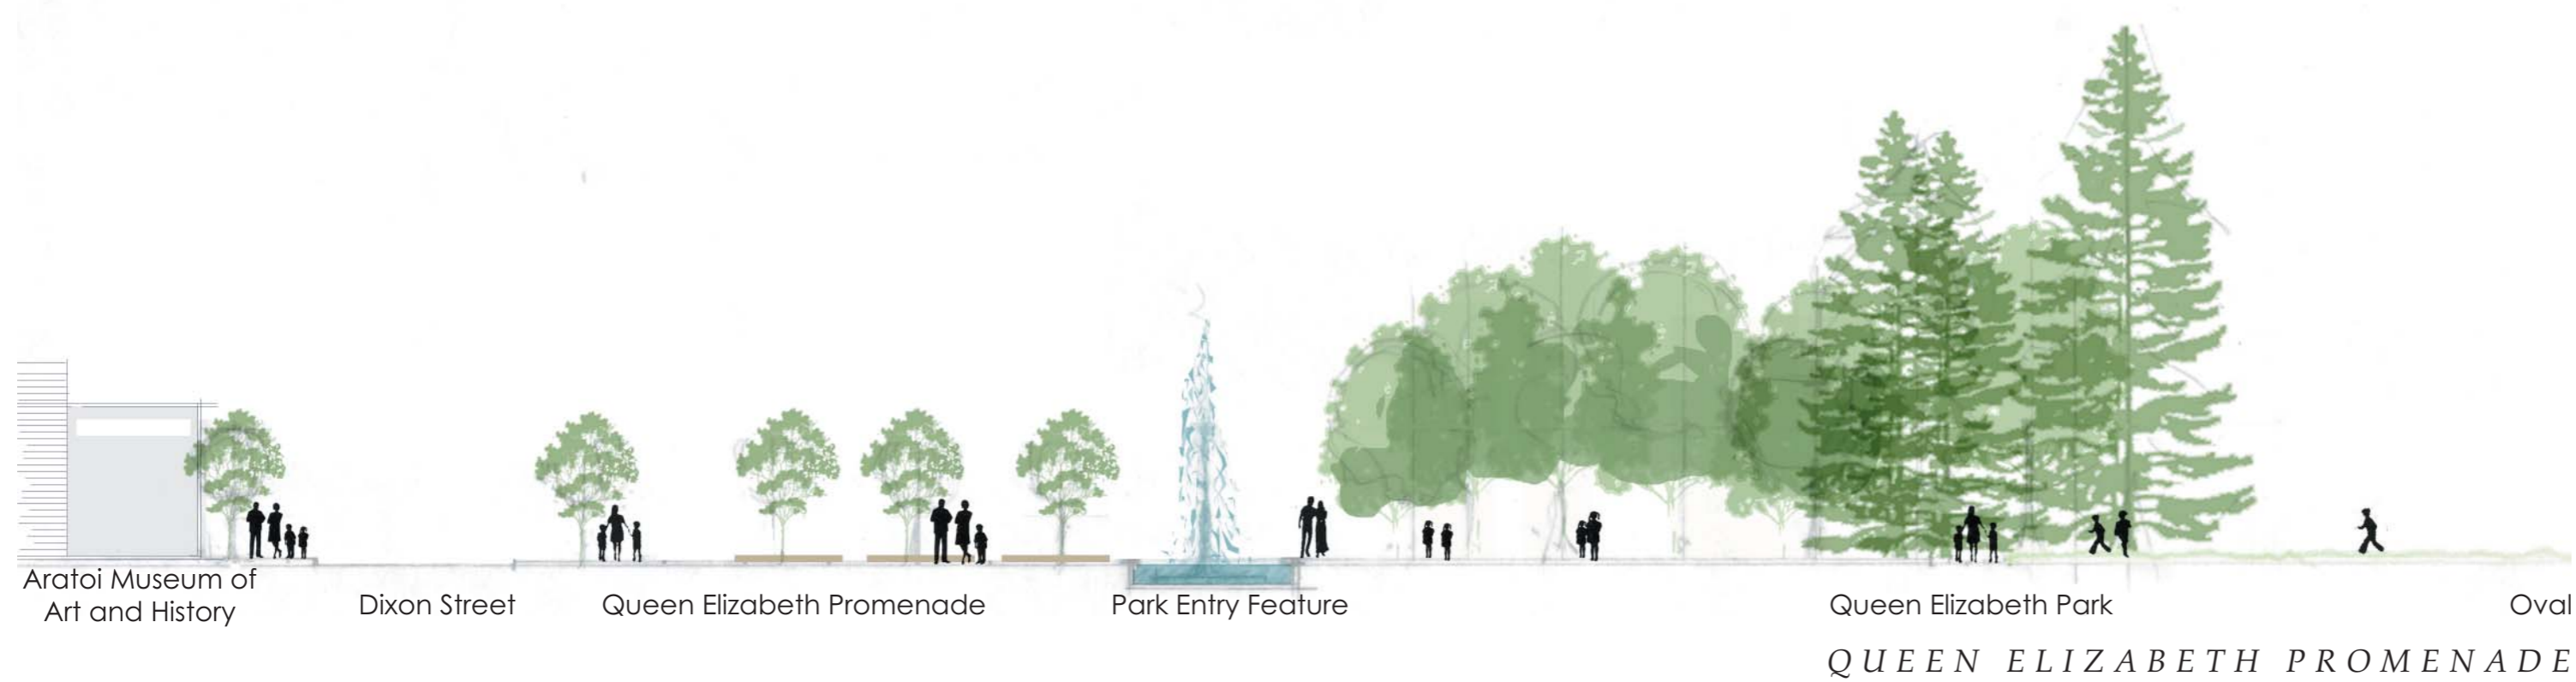 Aratoi Museum of
Art and History
Dixon Street
Queen Elizabeth Promenade
Park Entry Feature
Queen Elizabeth Park
Oval
QUEEN ELIZABETH PROMENADE